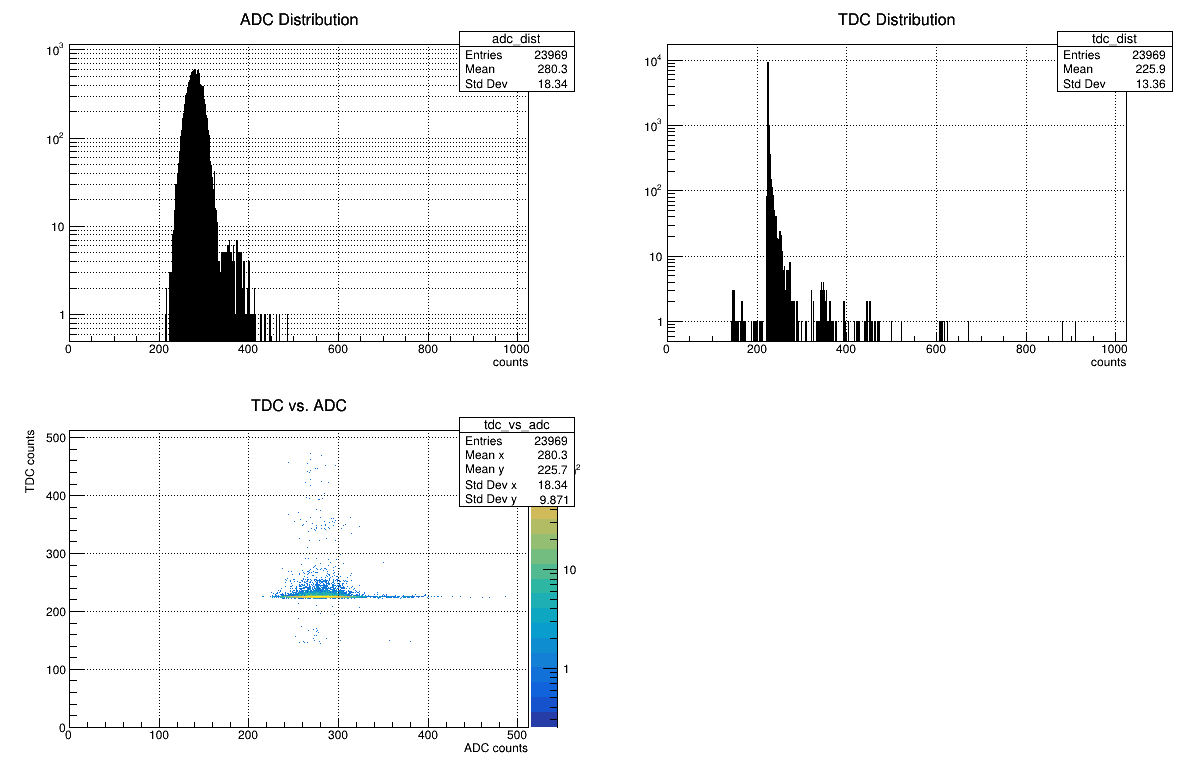 ADC Distribution
adc_dist
Entries 23969
Mean 280.3
Std Dev 18.34
10³
10²
10
1
0 200 400 600 800 1000
counts
TDC Distribution
tdc_dist
Entries 23969
Mean 225.9
Std Dev 13.36
10⁴
10³
10²
10
1
0 200 400 600 800 1000
counts
TDC vs. ADC
tdc_vs_adc
Entries 23969
Mean x 280.3
Mean y 225.7
Std Dev x 18.34
Std Dev y 9.871
TDC counts
500
400
300
200
100
0
0 100 200 300 400 500
ADC counts
2
10
1